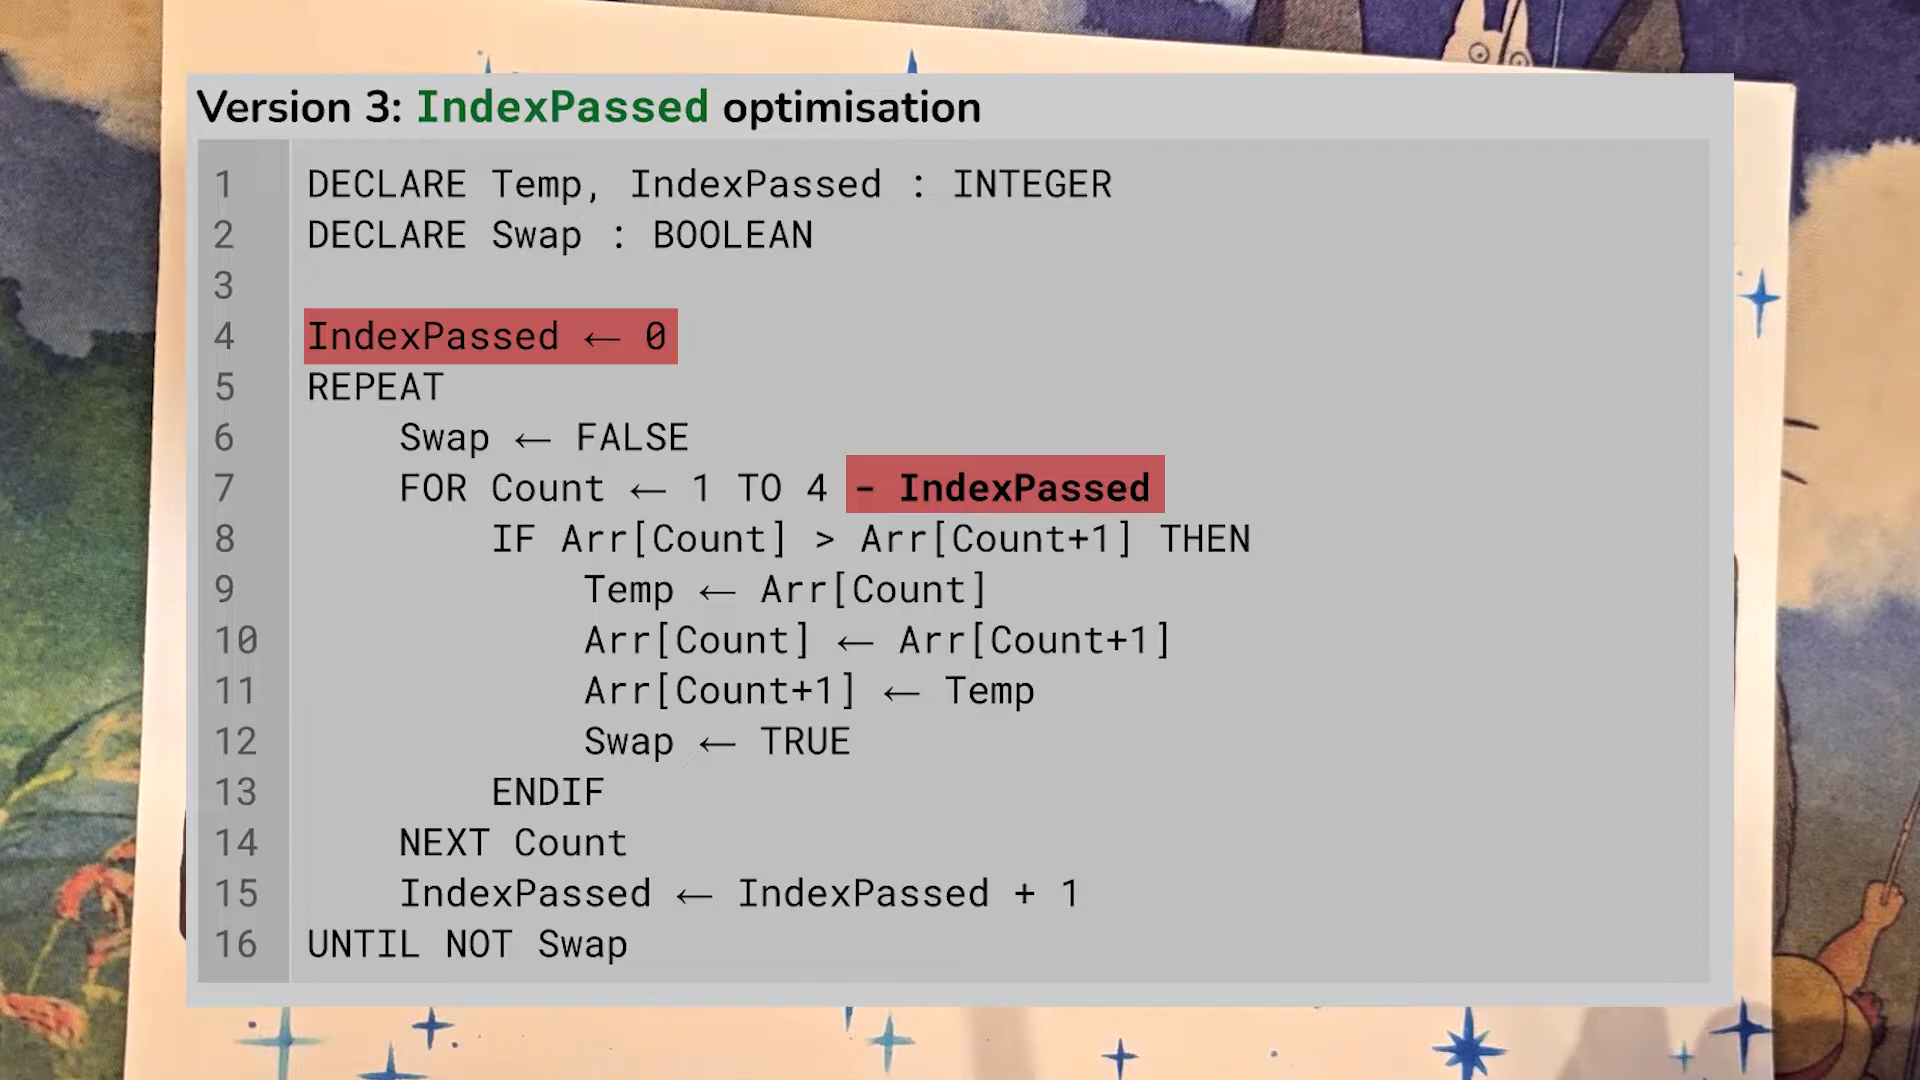 Version 3: IndexPassed optimisation
1 DECLARE Temp, IndexPassed : INTEGER
2 DECLARE Swap : BOOLEAN
3
4 IndexPassed ← 0
5 REPEAT
6 Swap ← FALSE
7 FOR Count ← 1 TO 4 - IndexPassed
8 IF Arr[Count] > Arr[Count+1] THEN
9 Temp ← Arr[Count]
10 Arr[Count] ← Arr[Count+1]
11 Arr[Count+1] ← Temp
12 Swap ← TRUE
13 ENDIF
14 NEXT Count
15 IndexPassed ← IndexPassed + 1
16 UNTIL NOT Swap